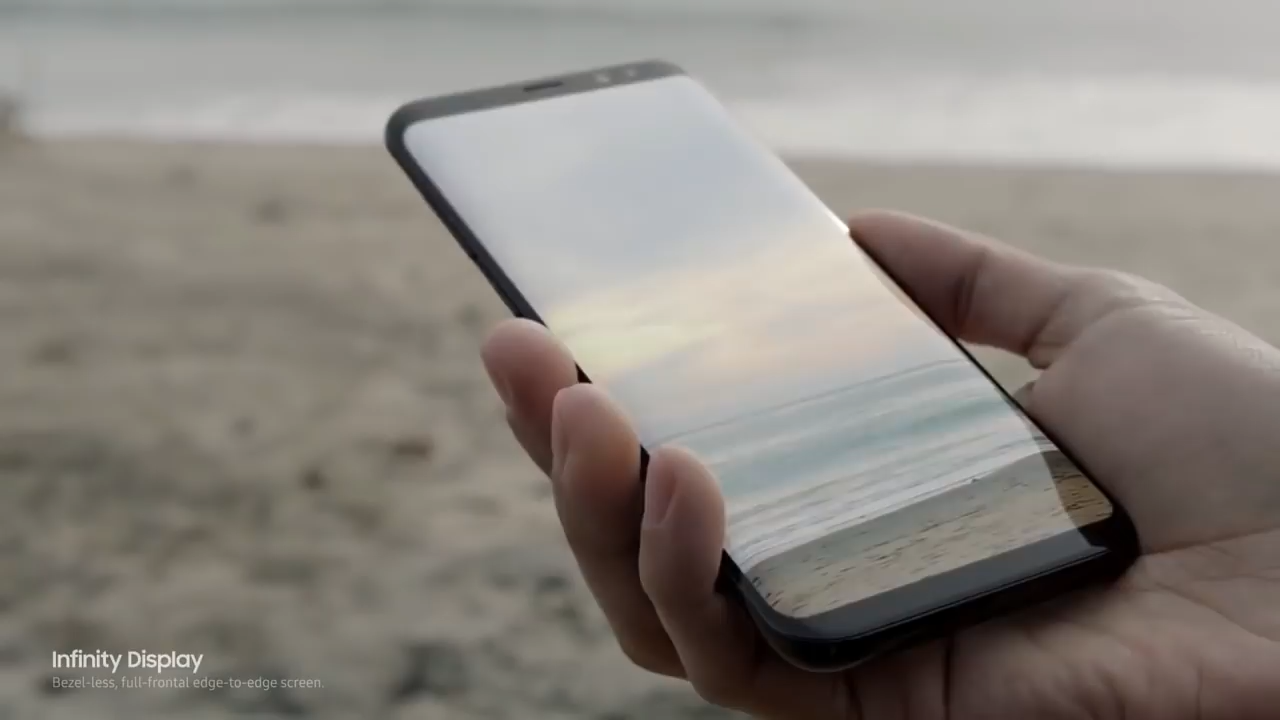 Infinity Display
Bezel-less, full-frontal edge-to-edge screen.